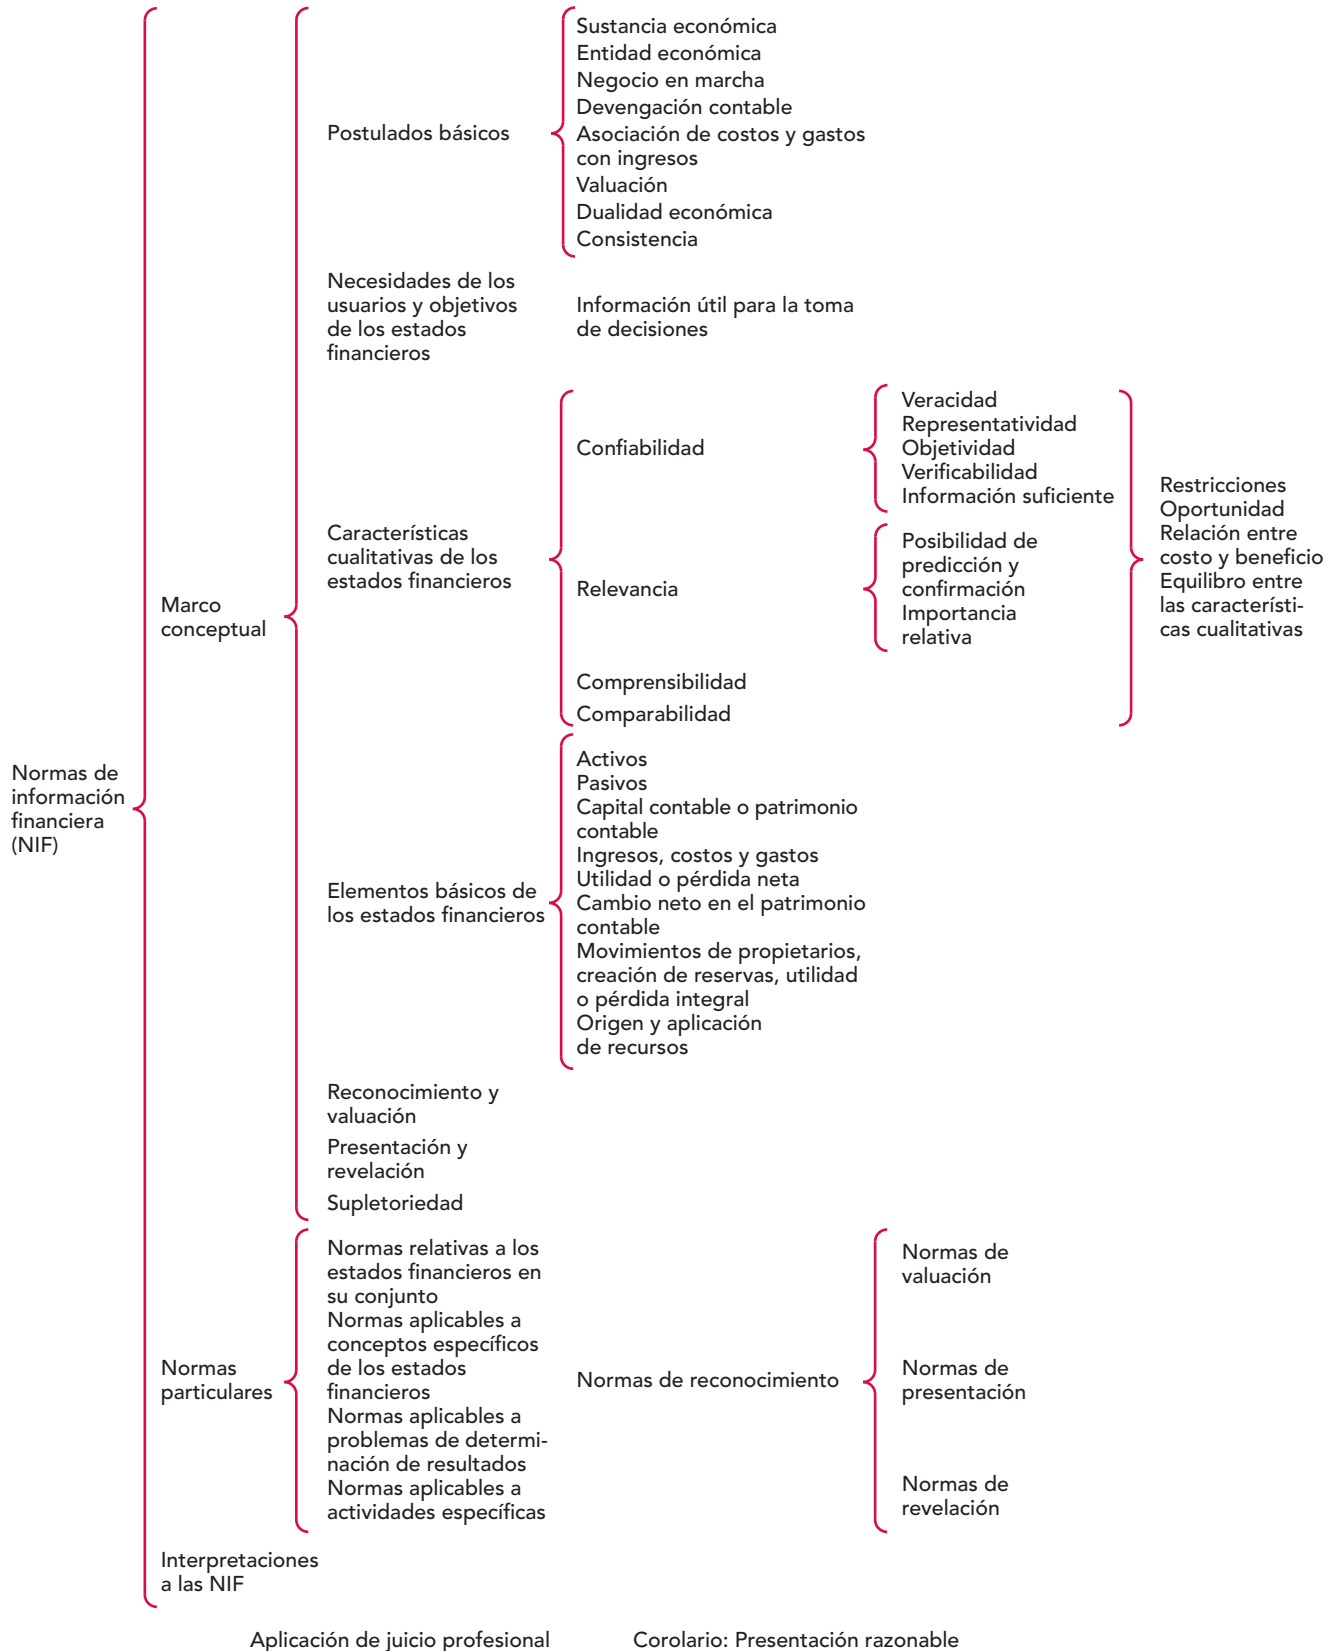 Normas de
información
financiera
(NIF)
Marco
conceptual
Postulados básicos
Sustancia económica
Entidad económica
Negocio en marcha
Devengación contable
Asociación de costos y gastos
con ingresos
Valuación
Dualidad económica
Consistencia
Necesidades de los
usuarios y objetivos
de los estados
financieros
Información útil para la toma
de decisiones
Características
cualitativas de los
estados financieros
Confiabilidad
Veracidad
Representatividad
Objetividad
Verificabilidad
Información suficiente
Relevancia
Posibilidad de
predicción y
confirmación
Importancia
relativa
Comprensibilidad
Comparabilidad
Restricciones
Oportunidad
Relación entre
costo y beneficio
Equilibro entre
las característi-
cas cualitativas
Elementos básicos de
los estados financieros
Activos
Pasivos
Capital contable o patrimonio
contable
Ingresos, costos y gastos
Utilidad o pérdida neta
Cambio neto en el patrimonio
contable
Movimientos de propietarios,
creación de reservas, utilidad
o pérdida integral
Origen y aplicación
de recursos
Reconocimiento y
valuación
Presentación y
revelación
Supletoriedad
Normas
particulares
Normas relativas a los
estados financieros en
su conjunto
Normas aplicables a
conceptos específicos
de los estados
financieros
Normas aplicables a
problemas de determi-
nación de resultados
Normas aplicables a
actividades específicas
Normas de reconocimiento
Normas de
valuación
Normas de
presentación
Normas de
revelación
Interpretaciones
a las NIF
Aplicación de juicio profesional
Corolario: Presentación razonable